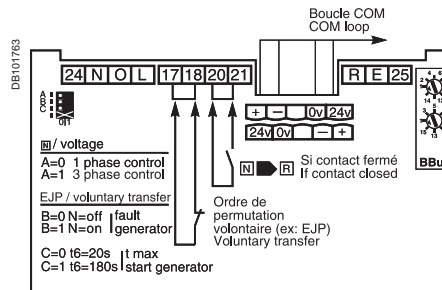 DB101763
Boucle COM
COM loop
24 N O L 17 18 20 21 R E 25
A
B
C
0 1
+ − 0v 24v
24v 0v − +
N / voltage
A=0 1 phase control
A=1 3 phase control
N R
Si contact fermé
If contact closed
BBu
EJP / voluntary transfer
B=0 N=off fault
B=1 N=on generator
Ordre de
permutation
volontaire (ex: EJP)
Voluntary transfer
C=0 t6=20s t max
C=1 t6=180s start generator